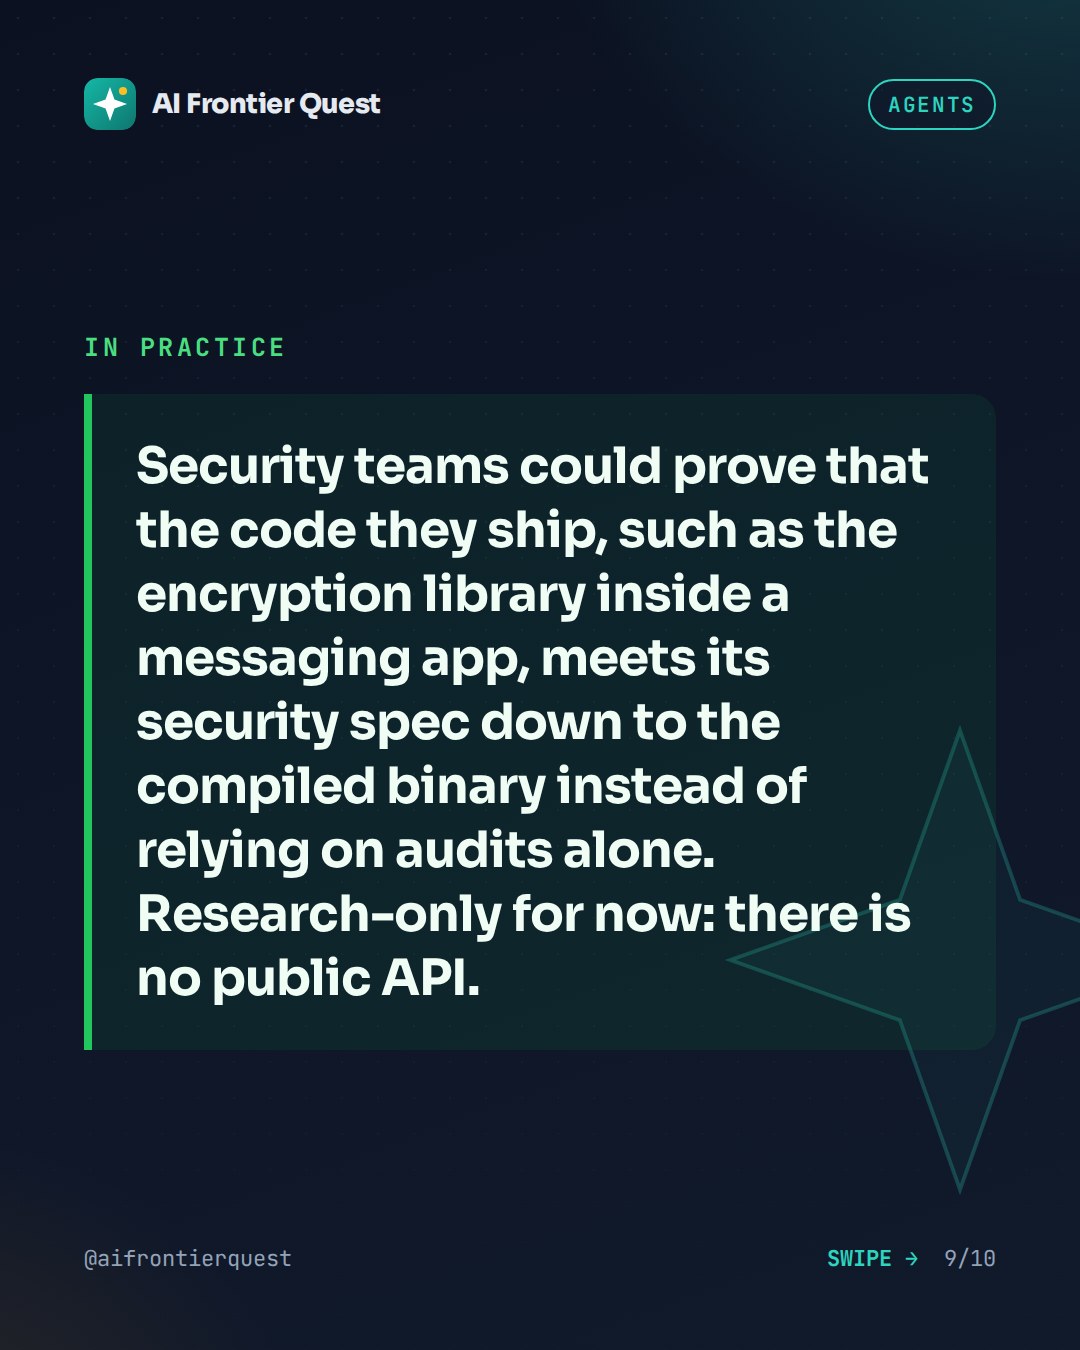 AI Frontier Quest
AGENTS
IN PRACTICE
Security teams could prove that
the code they ship, such as the
encryption library inside a
messaging app, meets its
security spec down to the
compiled binary instead of
relying on audits alone.
Research-only for now: there is
no public API.
@aifrontierquest
SWIPE → 9/10